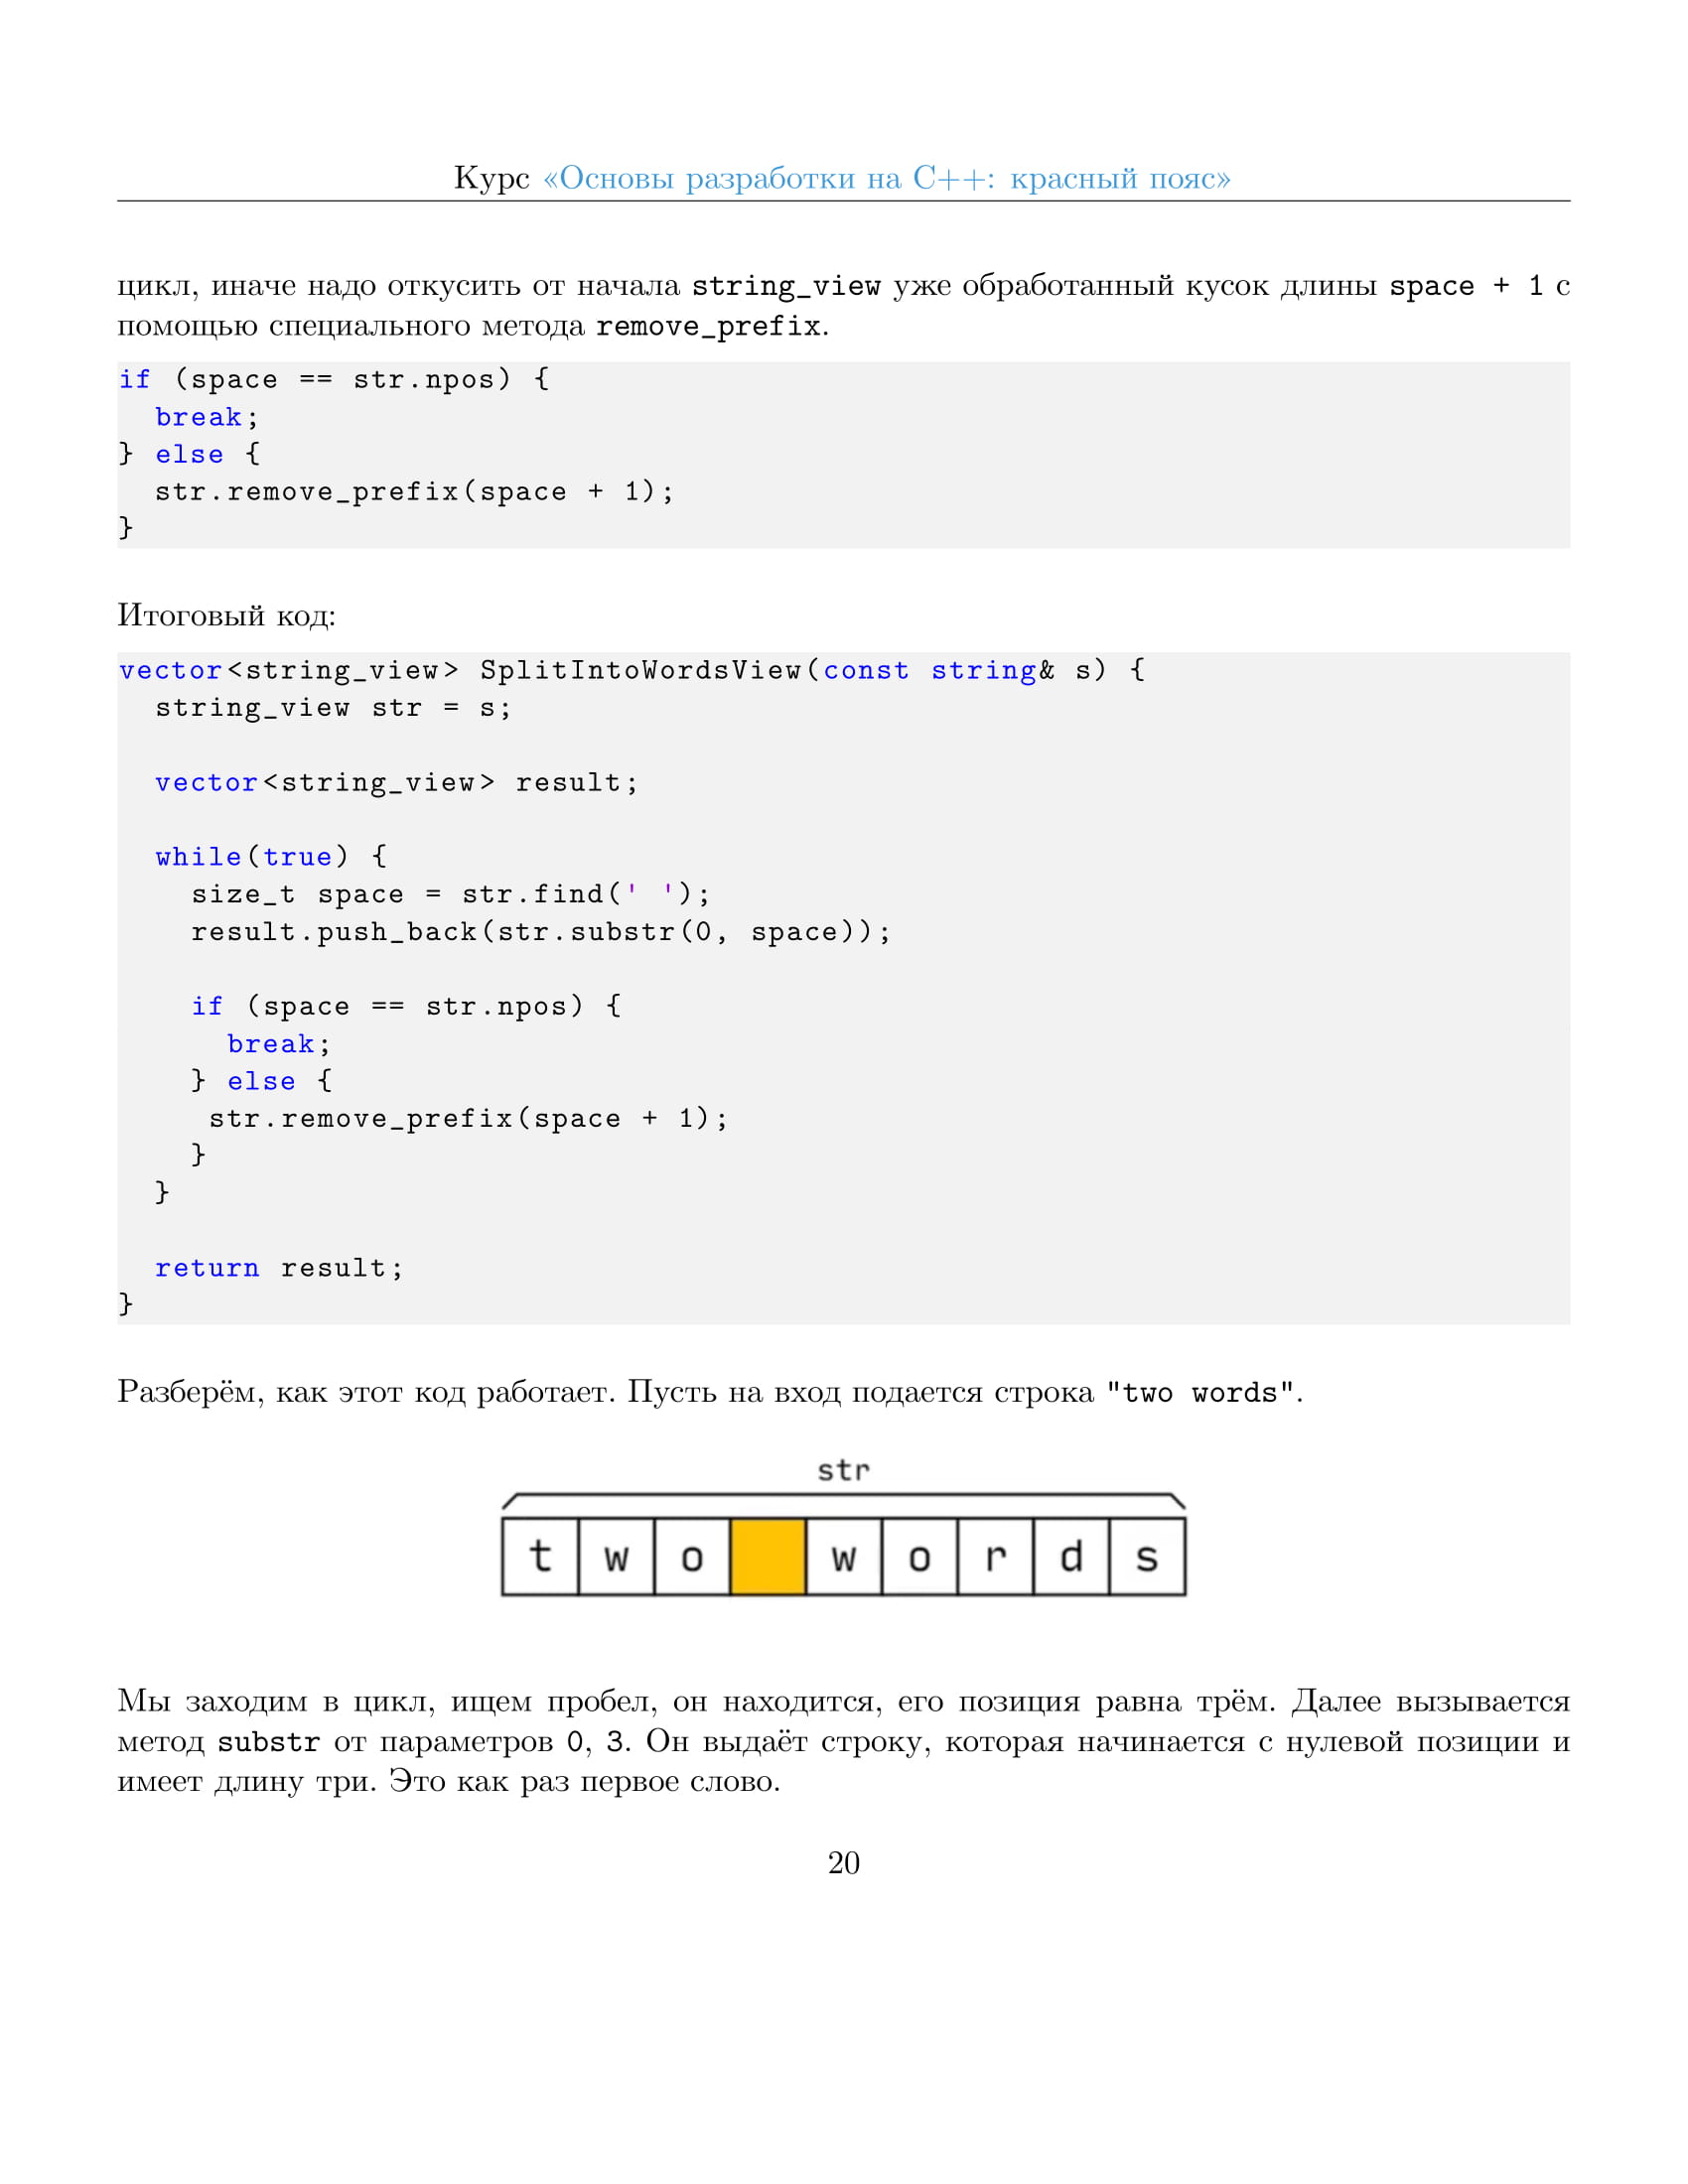 Курс «Основы разработки на C++: красный пояс»
цикл, иначе надо откусить от начала string_view уже обработанный кусок длины space + 1 с
помощью специального метода remove_prefix.
if (space == str.npos) {
  break;
} else {
  str.remove_prefix(space + 1);
}
Итоговый код:
vector<string_view> SplitIntoWordsView(const string& s) {
  string_view str = s;
  vector<string_view> result;
  while(true) {
    size_t space = str.find(' ');
    result.push_back(str.substr(0, space));
    if (space == str.npos) {
      break;
    } else {
     str.remove_prefix(space + 1);
    }
  }
  return result;
}
Разберём, как этот код работает. Пусть на вход подается строка "two words".
str
t w o w o r d s
Мы заходим в цикл, ищем пробел, он находится, его позиция равна трём. Далее вызывается
метод substr от параметров 0, 3. Он выдаёт строку, которая начинается с нулевой позиции и
имеет длину три. Это как раз первое слово.
20